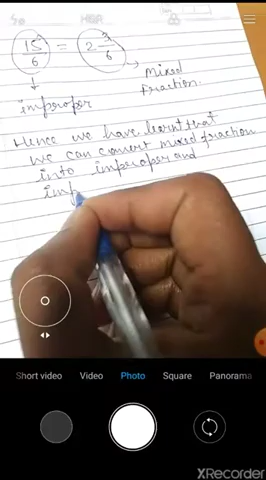 15/6 = 2 3/6
Mixed
Fraction.
improper
Hence we have learnt that
we can convert mixed fraction
into improper and
imp
Short video Video Photo Square Panorama
XRecorder